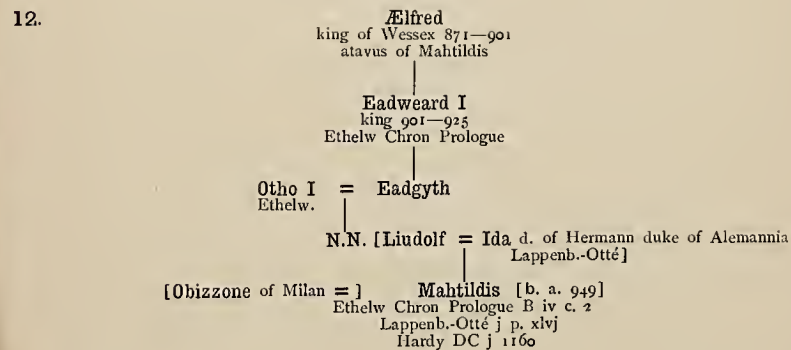 12.
Ælfred
king of Wessex 871—901
atavus of Mahtildis
Eadweard I
king 901—925
Ethelw Chron Prologue
Otho I = Eadgyth
Ethelw.
N.N. [Liudolf = Ida d. of Hermann duke of Alemannia
Lappenb.-Otté]
[Obizzone of Milan = ] Mahtildis [b. a. 949]
Ethelw Chron Prologue B iv c. 2
Lappenb.-Otté j p. xlvj
Hardy DC j 1160